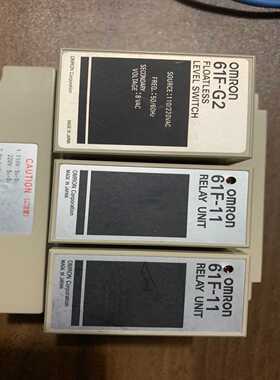 OMRON
61F-G2
FLOATLESS
LEVEL SWITCH
SOURCE : 110/220VAC
FREQ. : 50/60Hz
SECONDARY
VOLTAGE : 8 VAC
OMRON Corporation
MADE IN JAPAN
OMRON
61F-11
RELAY UNIT
OMRON Corporation
MADE IN JAPAN
OMRON
61F-11
RELAY UNIT
OMRON Corporation
MADE IN JAPAN
CAUTION